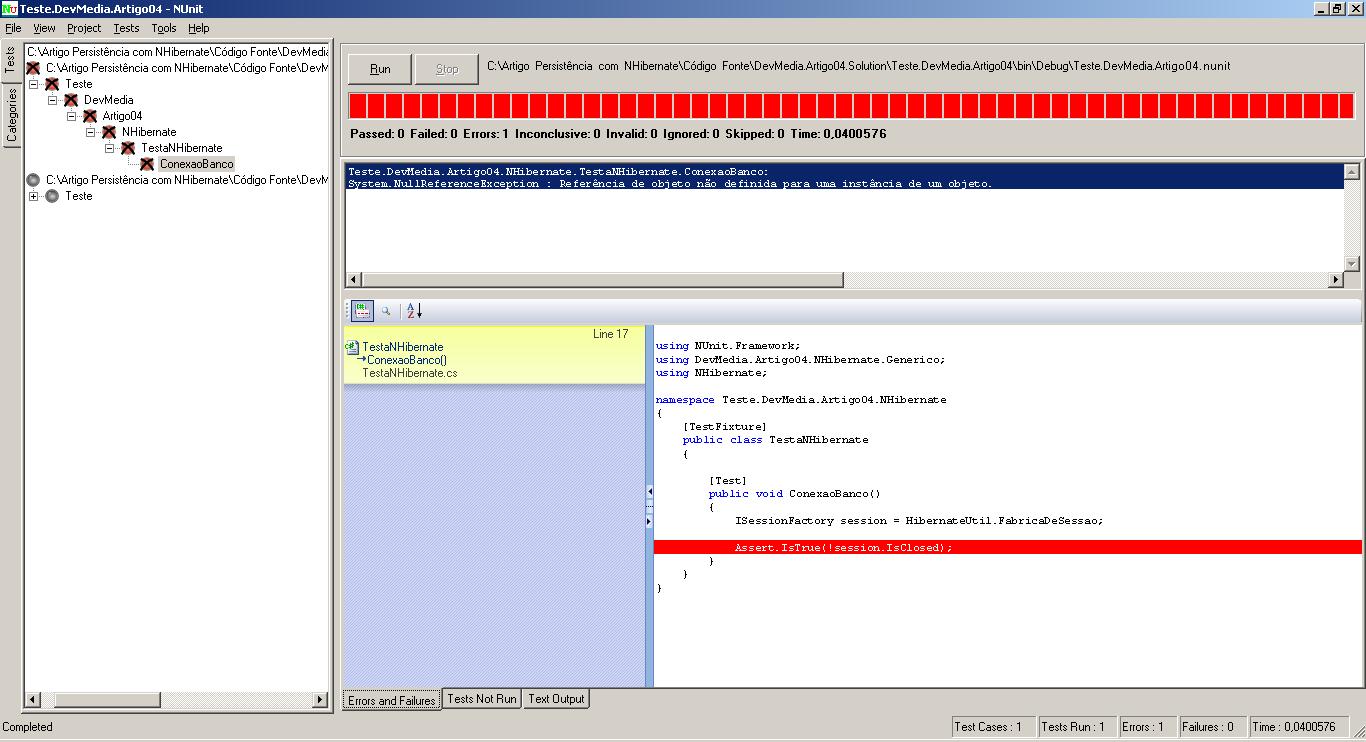 Teste.DevMedia.Artigo04 - NUnit
File View Project Tests Tools Help
Tests
Categories
C:\Artigo Persistência com NHibernate\Código Fonte\DevMedia
C:\Artigo Persistência com NHibernate\Código Fonte\DevM
Teste
DevMedia
Artigo04
NHibernate
TestaNHibernate
ConexaoBanco
C:\Artigo Persistência com NHibernate\Código Fonte\DevM
Teste
Run Stop C:\Artigo Persistência com NHibernate\Código Fonte\DevMedia.Artigo04.Solution\Teste.DevMedia.Artigo04\bin\Debug\Teste.DevMedia.Artigo04.nunit
Passed: 0 Failed: 0 Errors: 1 Inconclusive: 0 Invalid: 0 Ignored: 0 Skipped: 0 Time: 0,0400576
Teste.DevMedia.Artigo04.NHibernate.TestaNHibernate.ConexaoBanco:
System.NullReferenceException : Referência de objeto não definida para uma instância de um objeto.
Line 17
TestaNHibernate
ConexaoBanco()
TestaNHibernate.cs
using NUnit.Framework;
using DevMedia.Artigo04.NHibernate.Generico;
using NHibernate;
namespace Teste.DevMedia.Artigo04.NHibernate
{
[TestFixture]
public class TestaNHibernate
{
[Test]
public void ConexaoBanco()
{
ISessionFactory session = HibernateUtil.FabricaDeSessao;
Assert.IsTrue(!session.IsClosed);
}
}
}
Errors and Failures Tests Not Run Text Output
Completed Test Cases : 1 Tests Run : 1 Errors : 1 Failures : 0 Time : 0,0400576